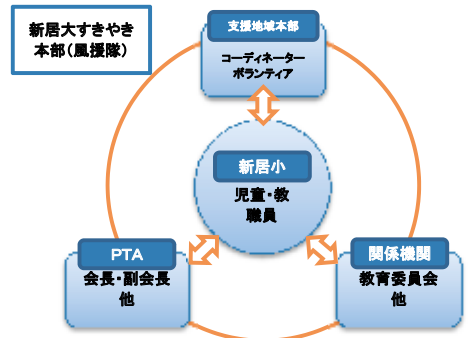 新居大すきやき
本部（風援隊）
支援地域本部
コーディネーター
ボランティア
新居小
児童・教
職員
PTA
会長・副会長
他
関係機関
教育委員会
他